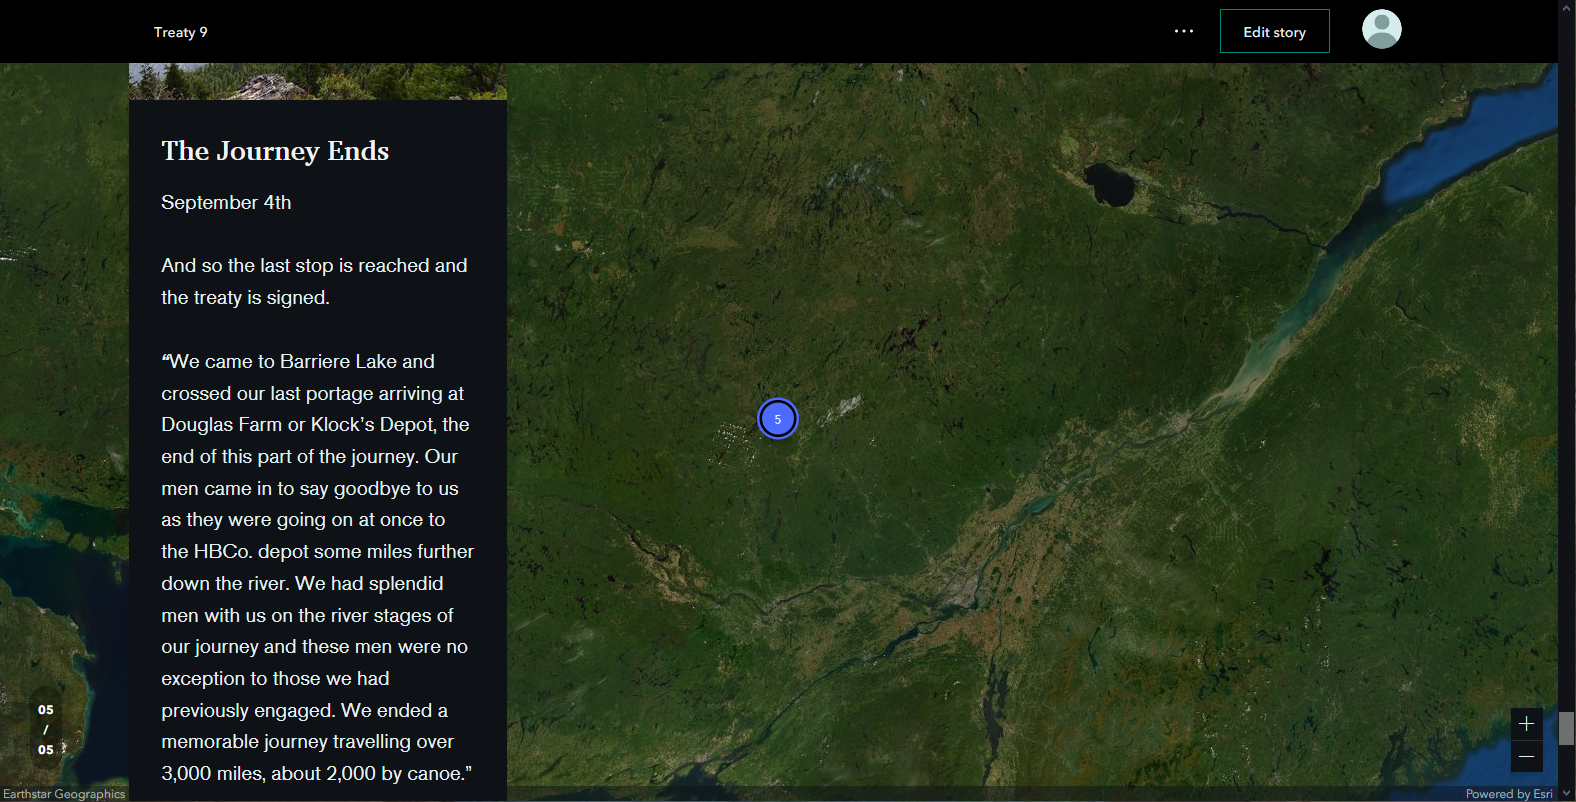 Treaty 9
Edit story
The Journey Ends
September 4th
And so the last stop is reached and
the treaty is signed.
“We came to Barriere Lake and
crossed our last portage arriving at
Douglas Farm or Klock’s Depot, the
end of this part of the journey. Our
men came in to say goodbye to us
as they were going on at once to
the HBCo. depot some miles further
down the river. We had splendid
men with us on the river stages of
our journey and these men were no
exception to those we had
previously engaged. We ended a
memorable journey travelling over
3,000 miles, about 2,000 by canoe.”
5
05
/
05
Earthstar Geographics
Powered by Esri